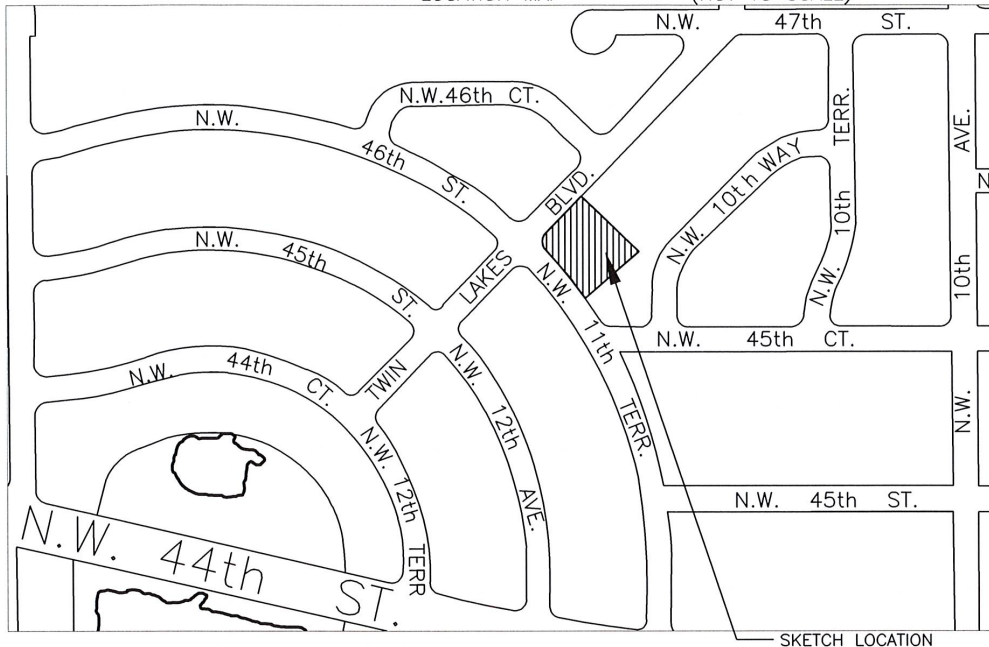 N.W. 47th ST.
N.W. 46th CT.
N.W. 46th ST.
TWIN LAKES BLVD.
N.W. 10th WAY
N.W. 10th TERR.
N.W. 10th AVE.
N.W. 45th ST.
N.W. 11th TERR.
N.W. 45th CT.
N.W. 44th CT.
N.W. 12th AVE.
N.W. 12th TERR
N.W. 45th ST.
N.W. 44th ST.
SKETCH LOCATION